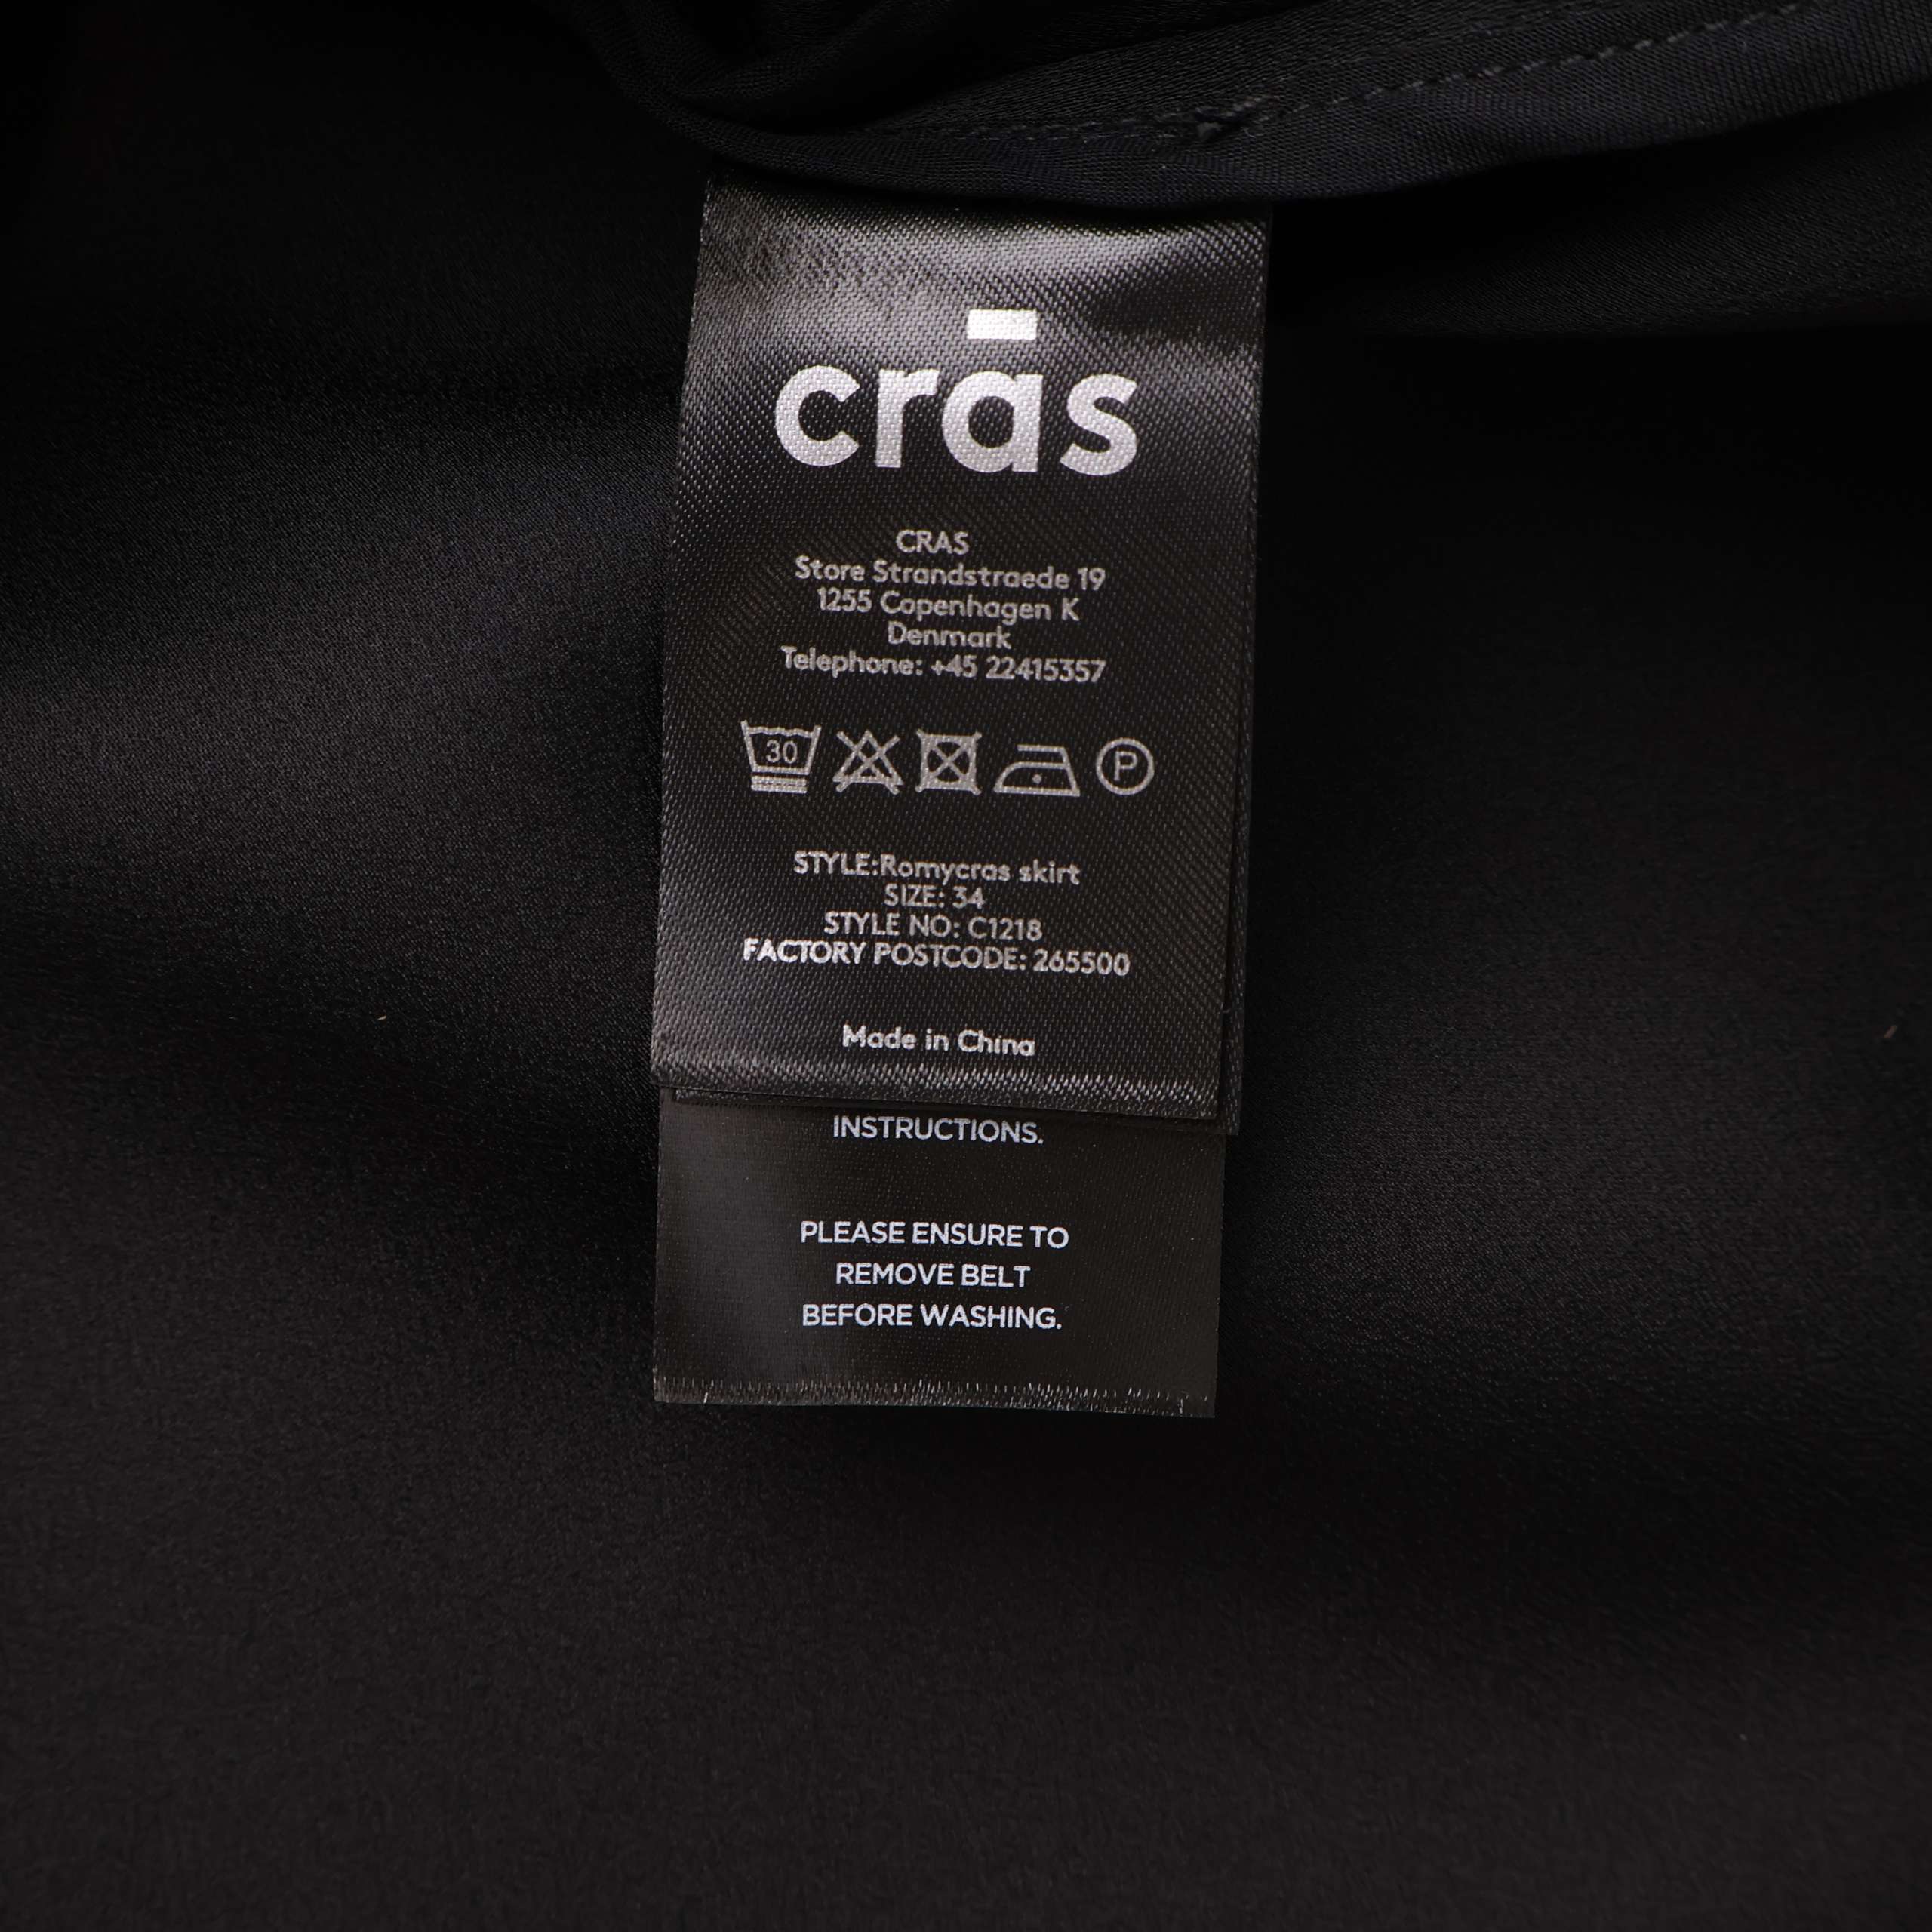 crās
CRAS
Store Strandstraede 19
1255 Copenhagen K
Denmark
Telephone: +45 22415357
30 P
STYLE:Romycras skirt
SIZE: 34
STYLE NO: C1218
FACTORY POSTCODE: 265500
Made in China
INSTRUCTIONS.
PLEASE ENSURE TO
REMOVE BELT
BEFORE WASHING.